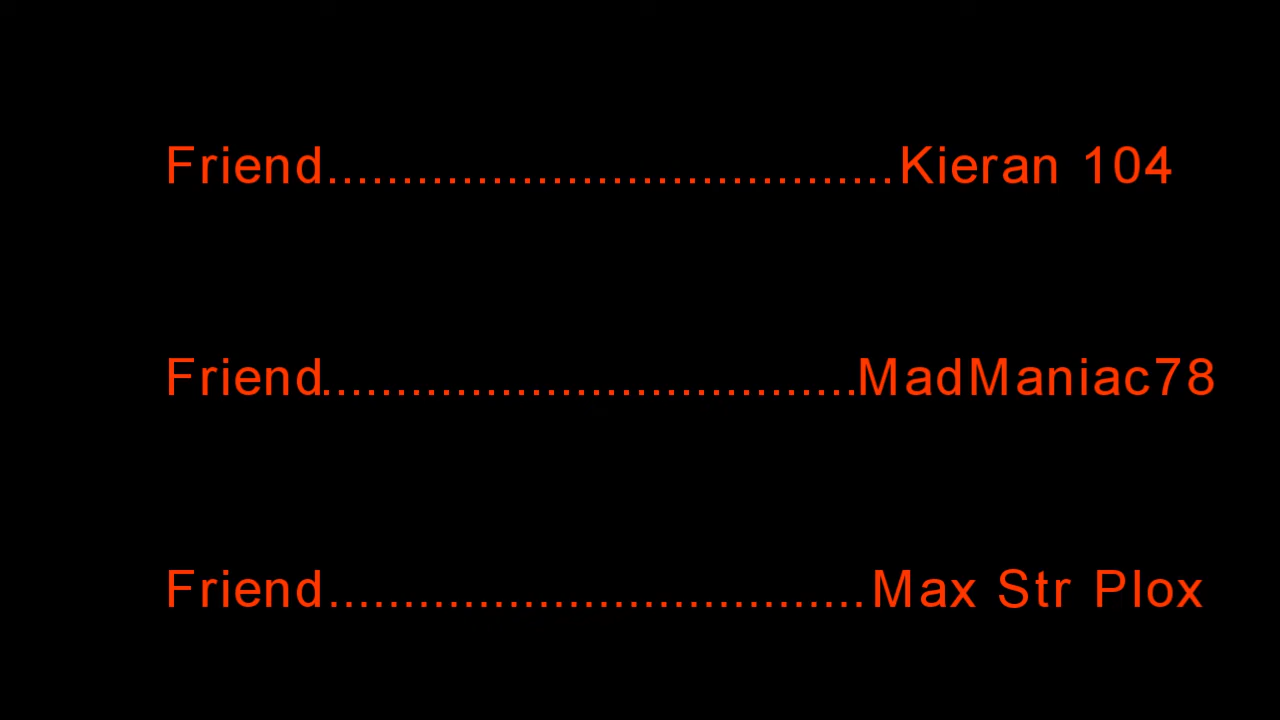 Friend......................................Kieran 104
Friend....................................MadManiac78
Friend....................................Max Str Plox